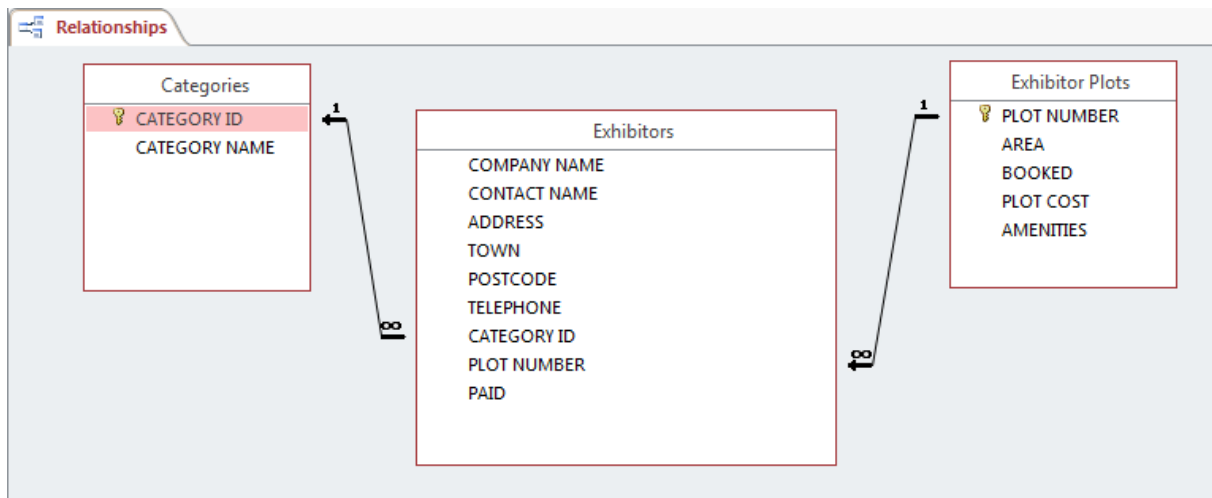 Relationships
Categories
CATEGORY ID
CATEGORY NAME
1
∞
Exhibitors
COMPANY NAME
CONTACT NAME
ADDRESS
TOWN
POSTCODE
TELEPHONE
CATEGORY ID
PLOT NUMBER
PAID
1
∞
Exhibitor Plots
PLOT NUMBER
AREA
BOOKED
PLOT COST
AMENITIES